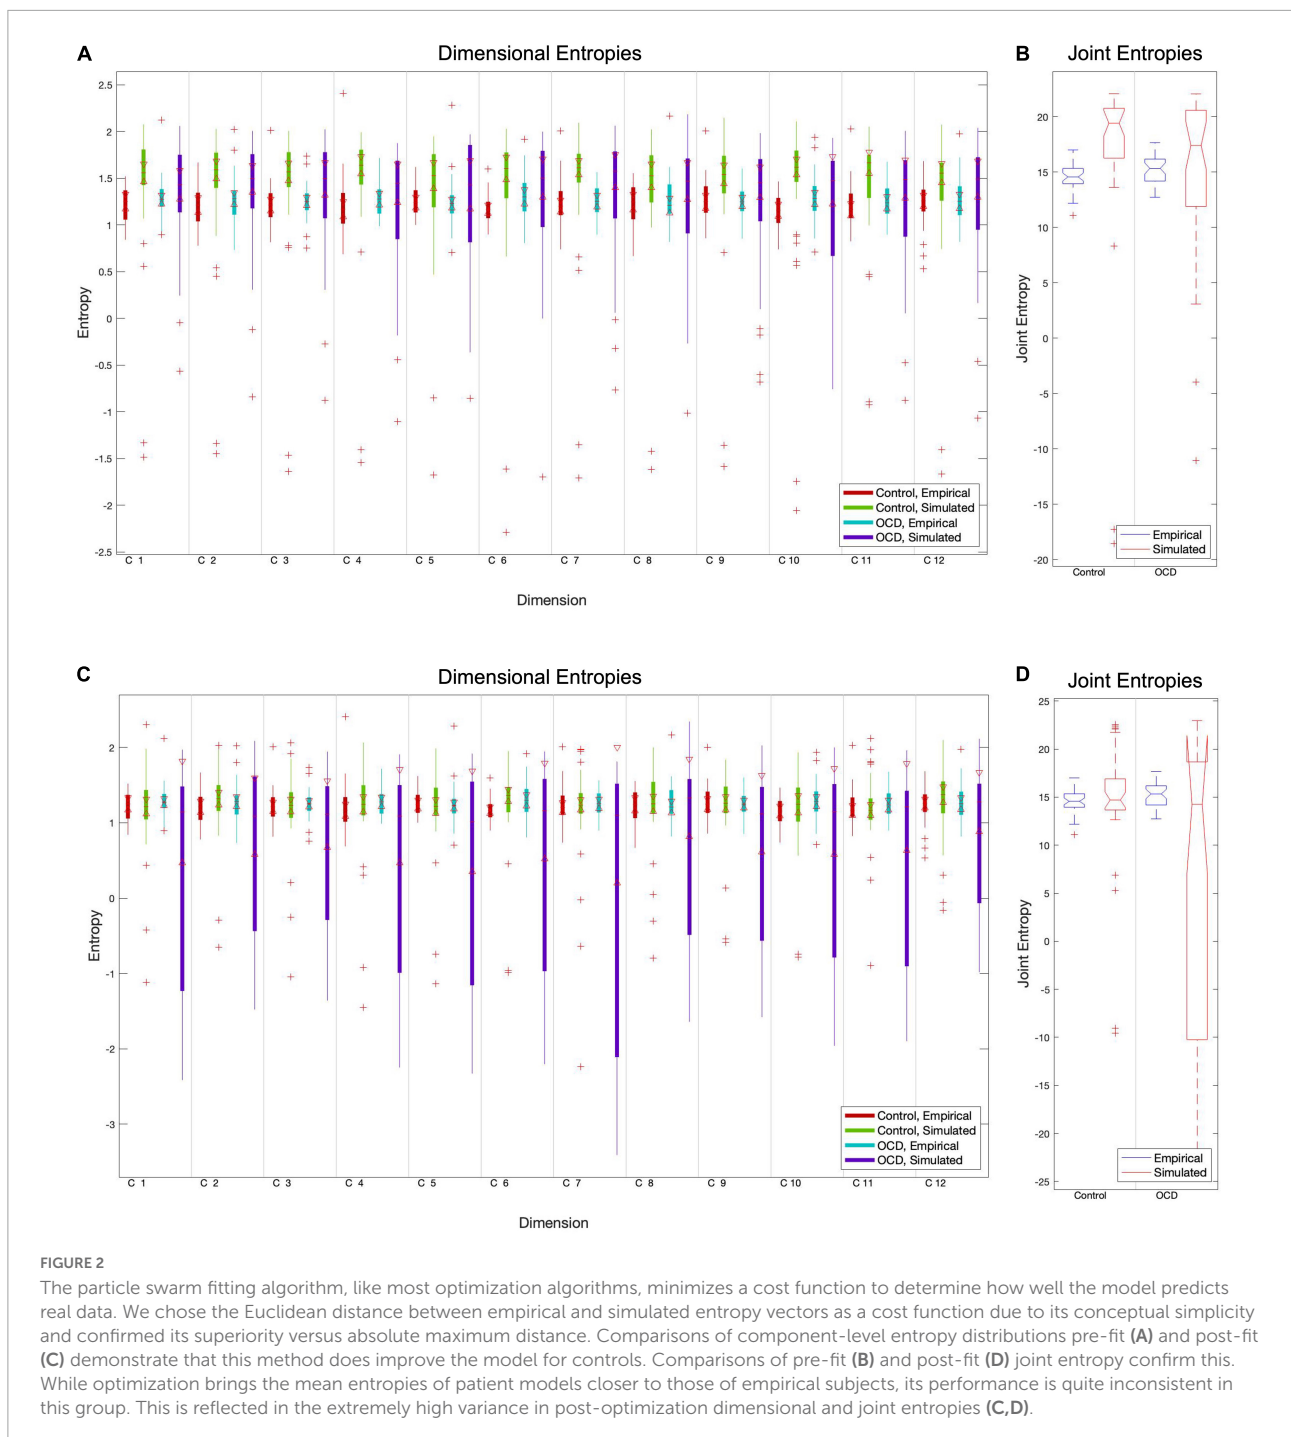 A
Dimensional Entropies
2.5
2
1.5
1
0.5
0
-0.5
-1
-1.5
-2
-2.5
Entropy
C 1 C 2 C 3 C 4 C 5 C 6 C 7 C 8 C 9 C 10 C 11 C 12
Dimension
Control, Empirical
Control, Simulated
OCD, Empirical
OCD, Simulated
B
Joint Entropies
20
15
10
5
0
-5
-10
-15
-20
Joint Entropy
Empirical
Simulated
Control OCD
C
Dimensional Entropies
2
1
0
-1
-2
-3
Entropy
C 1 C 2 C 3 C 4 C 5 C 6 C 7 C 8 C 9 C 10 C 11 C 12
Dimension
Control, Empirical
Control, Simulated
OCD, Empirical
OCD, Simulated
D
Joint Entropies
25
20
15
10
5
0
-5
-10
-15
-20
-25
Joint Entropy
Empirical
Simulated
Control OCD
FIGURE 2
The particle swarm fitting algorithm, like most optimization algorithms, minimizes a cost function to determine how well the model predicts
real data. We chose the Euclidean distance between empirical and simulated entropy vectors as a cost function due to its conceptual simplicity
and confirmed its superiority versus absolute maximum distance. Comparisons of component-level entropy distributions pre-fit (A) and post-fit
(C) demonstrate that this method does improve the model for controls. Comparisons of pre-fit (B) and post-fit (D) joint entropy confirm this.
While optimization brings the mean entropies of patient models closer to those of empirical subjects, its performance is quite inconsistent in
this group. This is reflected in the extremely high variance in post-optimization dimensional and joint entropies (C,D).